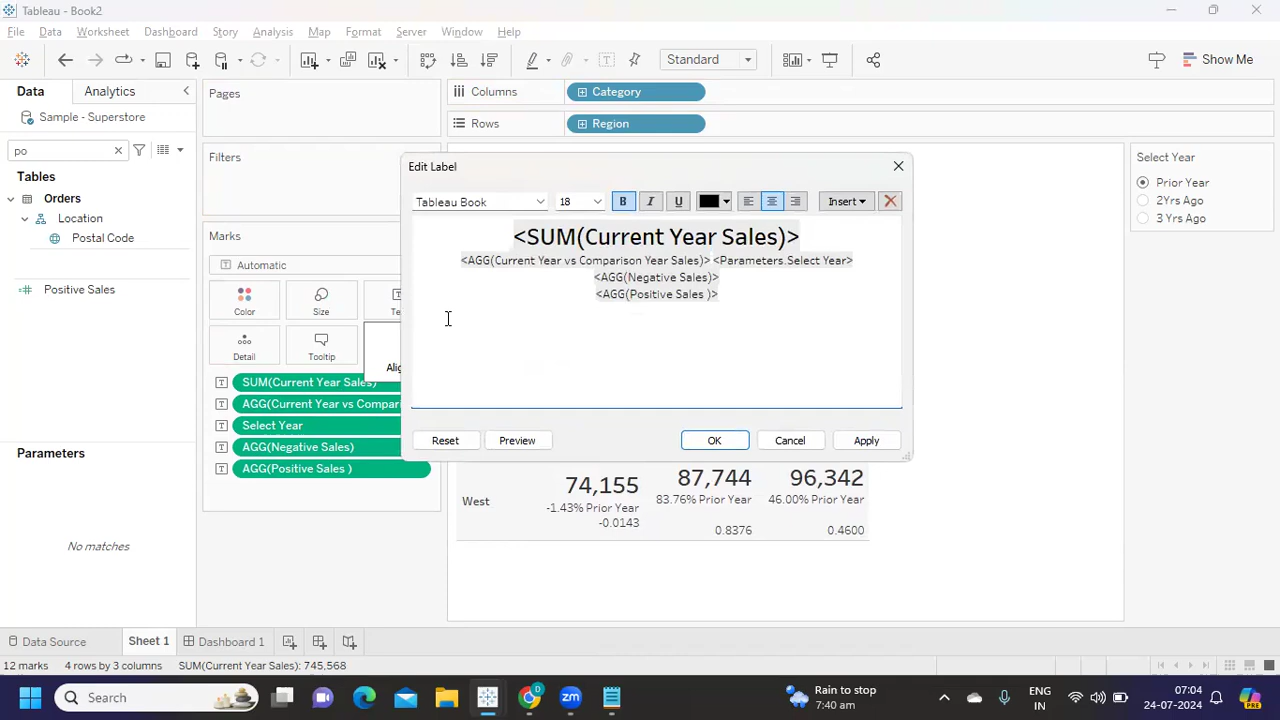 Tableau - Book2
File Data Worksheet Dashboard Story Analysis Map Format Server Window Help
Standard
Show Me
Data Analytics
Pages
Columns Category
Sample - Superstore
Rows Region
po
Filters
Edit Label
Select Year
Tables
Prior Year
Orders
Tableau Book 18 B I U Insert
2Yrs Ago
Location
3 Yrs Ago
Postal Code
Marks
<SUM(Current Year Sales)>
<AGG(Current Year vs Comparison Year Sales)> <Parameters.Select Year>
Automatic
<AGG(Negative Sales)>
Positive Sales
<AGG(Positive Sales )>
Color Size Te
Detail Tooltip
Alig
SUM(Current Year Sales)
AGG(Current Year vs Compari
Select Year
Reset Preview OK Cancel Apply
AGG(Negative Sales)
Parameters
AGG(Positive Sales )
West
74,155 87,744 96,342
-1.43% Prior Year 83.76% Prior Year 46.00% Prior Year
-0.0143 0.8376 0.4600
No matches
Data Source Sheet 1 Dashboard 1
12 marks 4 rows by 3 columns SUM(Current Year Sales): 745,568
Search
Rain to stop
7:40 am
ENG
IN
07:04
24-07-2024
PRE